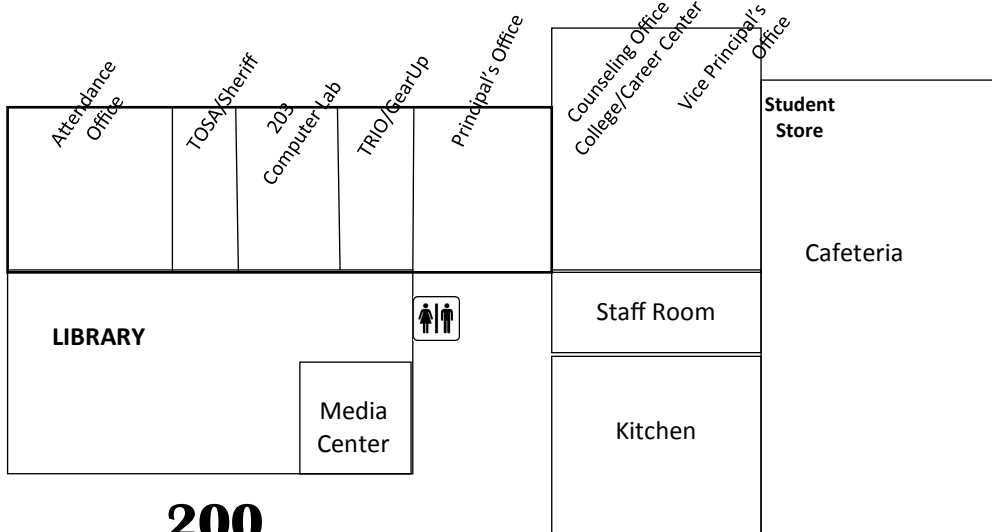 Attendance
Office
TOSA/Sheriff
203
Computer Lab
TRIO/GearUp
Principal's Office
Counseling Office
College/Career Center
Vice Principal's
Office
Student
Store
Cafeteria
Staff Room
LIBRARY
Media
Center
Kitchen
200